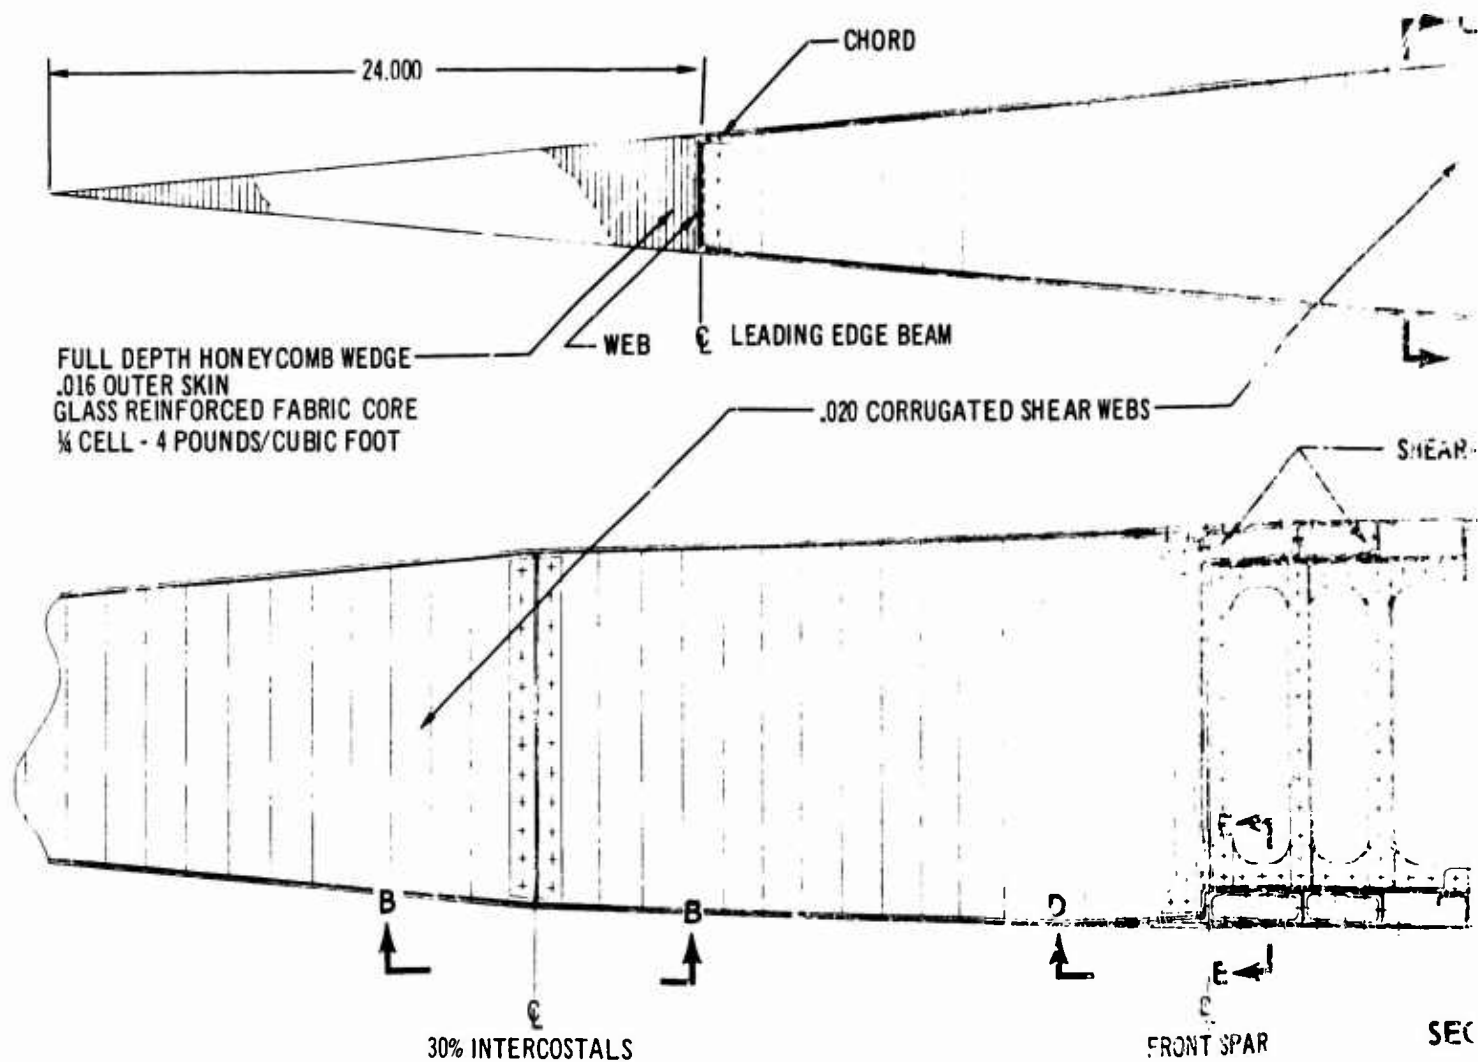 CHORD
24.000
FULL DEPTH HONEYCOMB WEDGE
.016 OUTER SKIN
GLASS REINFORCED FABRIC CORE
¼ CELL - 4 POUNDS/CUBIC FOOT
WEB
℄ LEADING EDGE BEAM
.020 CORRUGATED SHEAR WEBS
SHEAR
E
B
B
D
E
℄
30% INTERCOSTALS
℄
FRONT SPAR
SEC